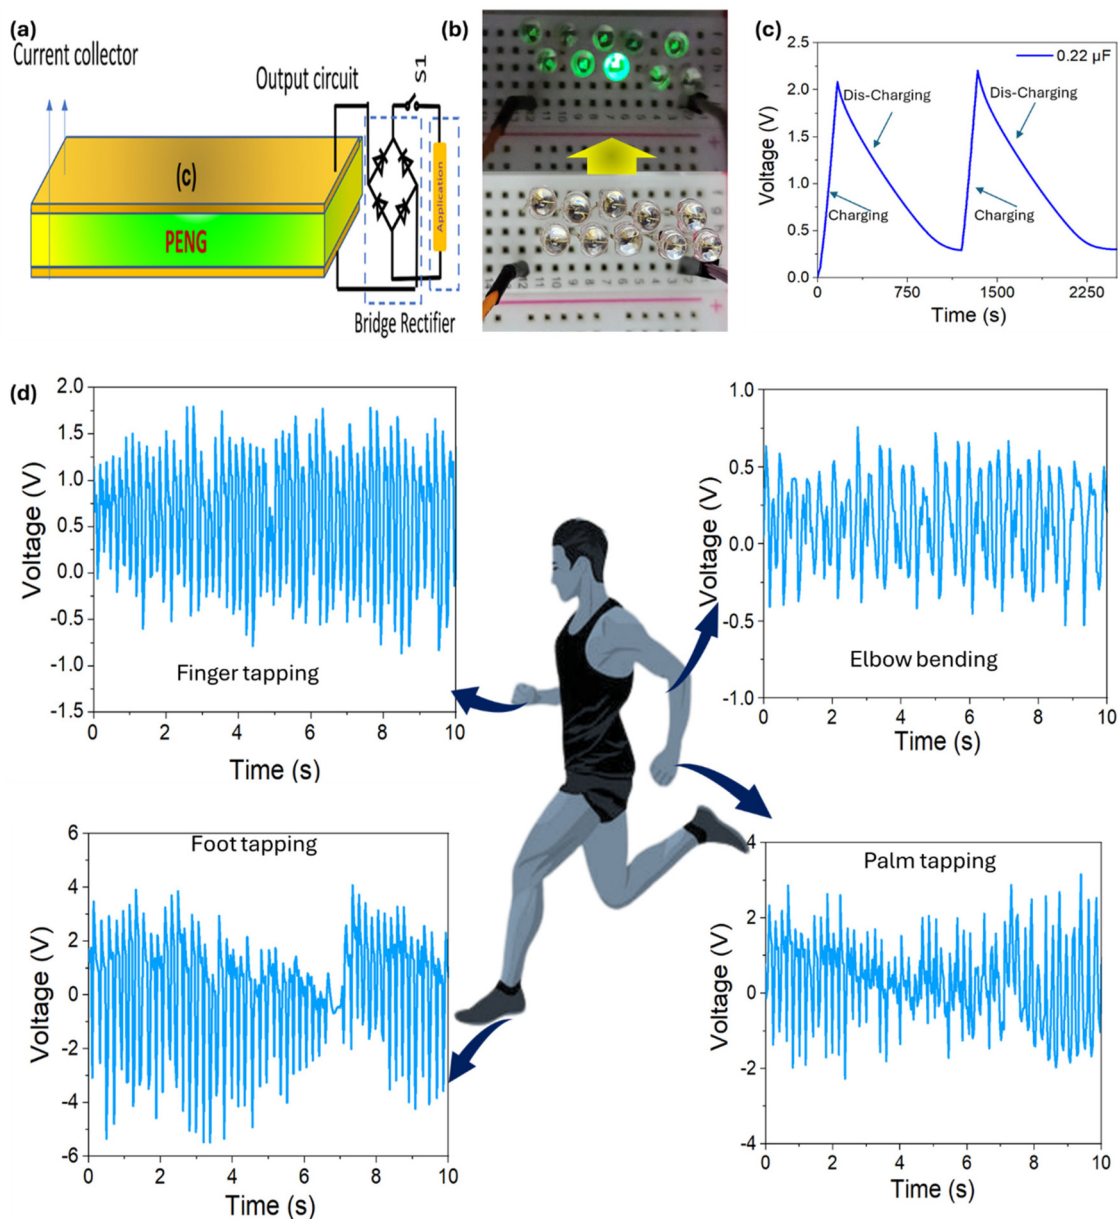 (a)
Current collector
Output circuit
S1
(c)
PENG
Application
Bridge Rectifier
(b)
(c)
2.5
2.0
1.5
1.0
0.5
0.0
Voltage (V)
0.22 µF
Dis-Charging
Dis-Charging
Charging
Charging
0 750 1500 2250
Time (s)
(d)
2.0
1.5
1.0
0.5
0.0
-0.5
-1.0
-1.5
Voltage (V)
Finger tapping
0 2 4 6 8 10
Time (s)
1.0
0.5
0.0
-0.5
-1.0
Voltage (V)
Elbow bending
0 2 4 6 8 10
Time (s)
Foot tapping
6
4
2
0
-2
-4
-6
Voltage (V)
0 2 4 6 8 10
Time (s)
Palm tapping
4
2
0
-2
-4
Voltage (V)
0 2 4 6 8 10
Time (s)